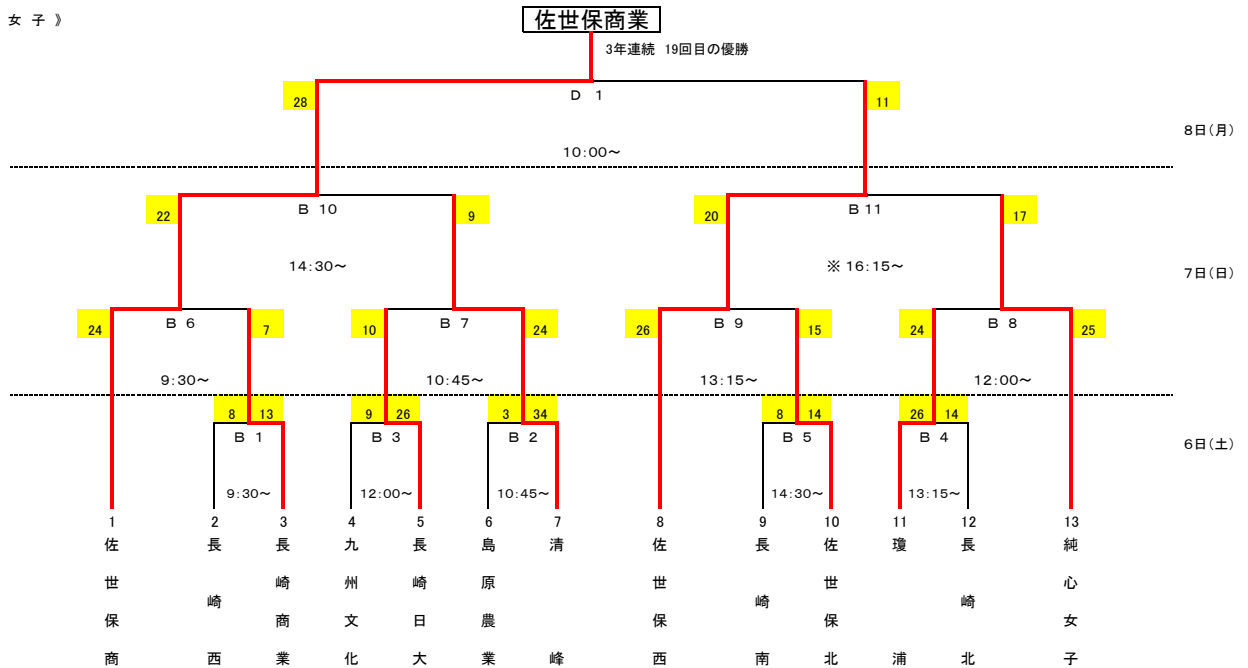 女 子 》
佐世保商業
3年連続 19回目の優勝
28
D 1
11
8日(月)
10:00~
22
B 10
9
20
B 11
17
14:30~
※ 16:15~
7日(日)
24
B 6
7
10
B 7
24
26
B 9
15
24
B 8
25
9:30~
10:45~
13:15~
12:00~
8 13
9 26
3 34
8 14
26 14
B 1
B 3
B 2
B 5
B 4
6日(土)
9:30~
12:00~
10:45~
14:30~
13:15~
1 2 3 4 5 6 7 8 9 10 11 12 13
佐世保商
長崎西
長崎商業
九州文化
長崎日大
島原農業
清峰
佐世保西
長崎南
佐世保北
瓊浦
長崎北
純心女子